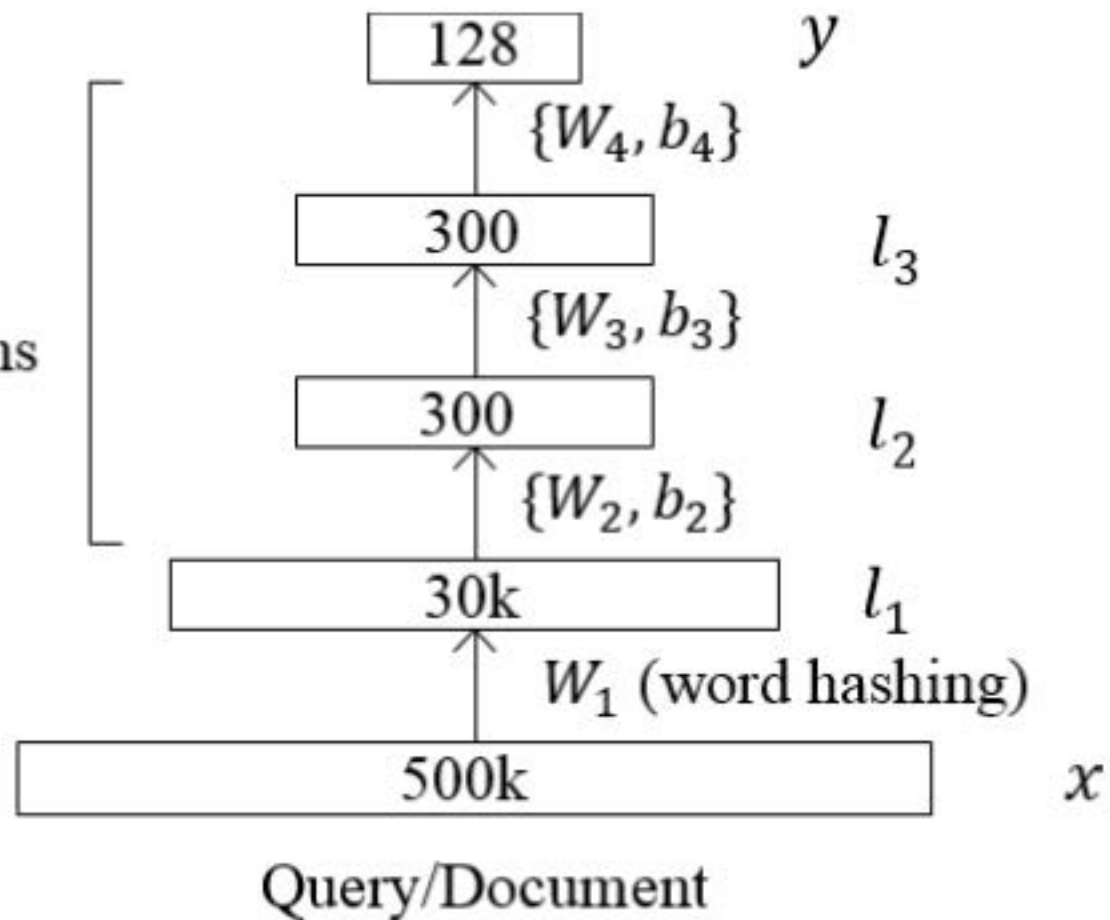 128 y
{W₄, b₄}
300 l₃
{W₃, b₃}
300 l₂
{W₂, b₂}
30k l₁
W₁ (word hashing)
500k x
Query/Document